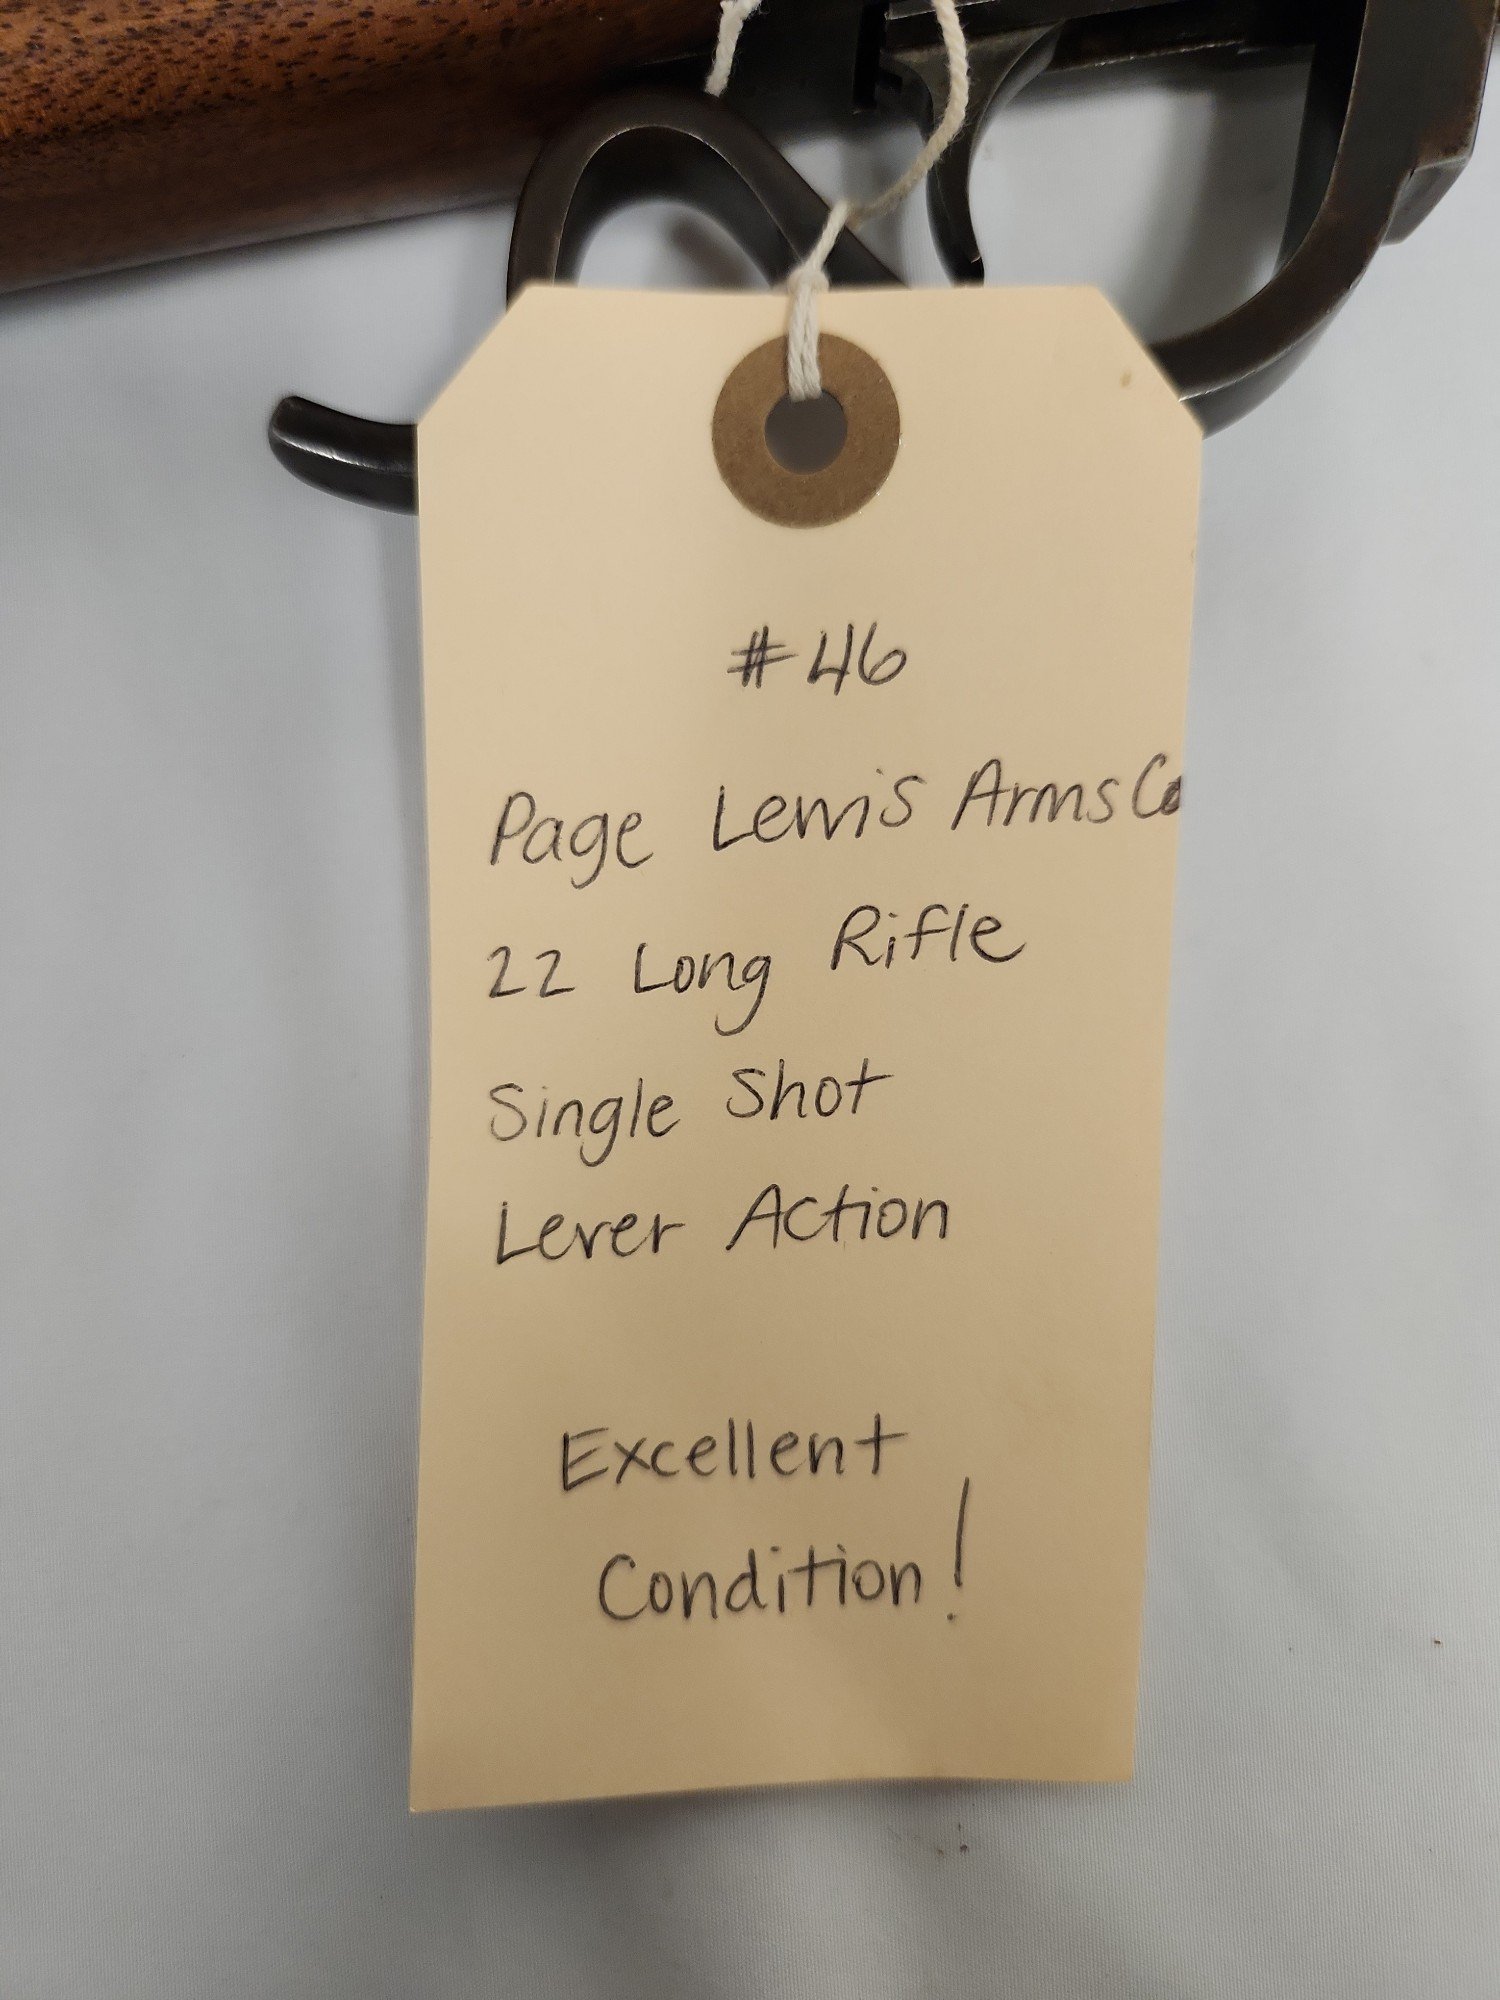 #46
Page Lewis Arms Co
22 Long Rifle
Single Shot
Lever Action
Excellent
Condition!